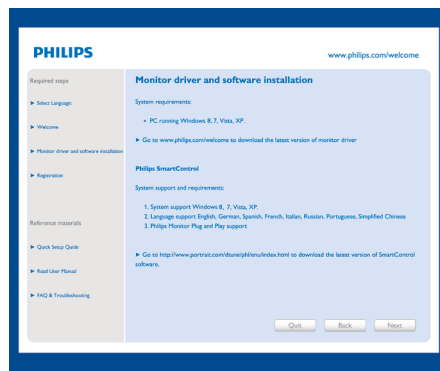 PHILIPS
www.philips.com/welcome
Required steps
► Select Language:
► Welcome
► Monitor driver and software installation
► Registration
Reference materials
► Quick Setup Quide
► Read User Manual
► FAQ & Troubleshooting
Monitor driver and software installation
System requirements:
• PC running Windows 8, 7, Vista, XP.
► Go to www.philips.com/welcome to download the latest version of monitor driver
Philips SmartControl
System support and requirements:
1. System support Windows 8, 7, Vista, XP.
2. Language support English, German, Spanish, French, Italian, Russian, Portuguese, Simplified Chinese
3. Philips Monitor Plug and Play support
► Go to http://www.portrait.com/dtune/phl/enu/index.html to download the latest version of SmartControl
software.
Quit
Back
Next